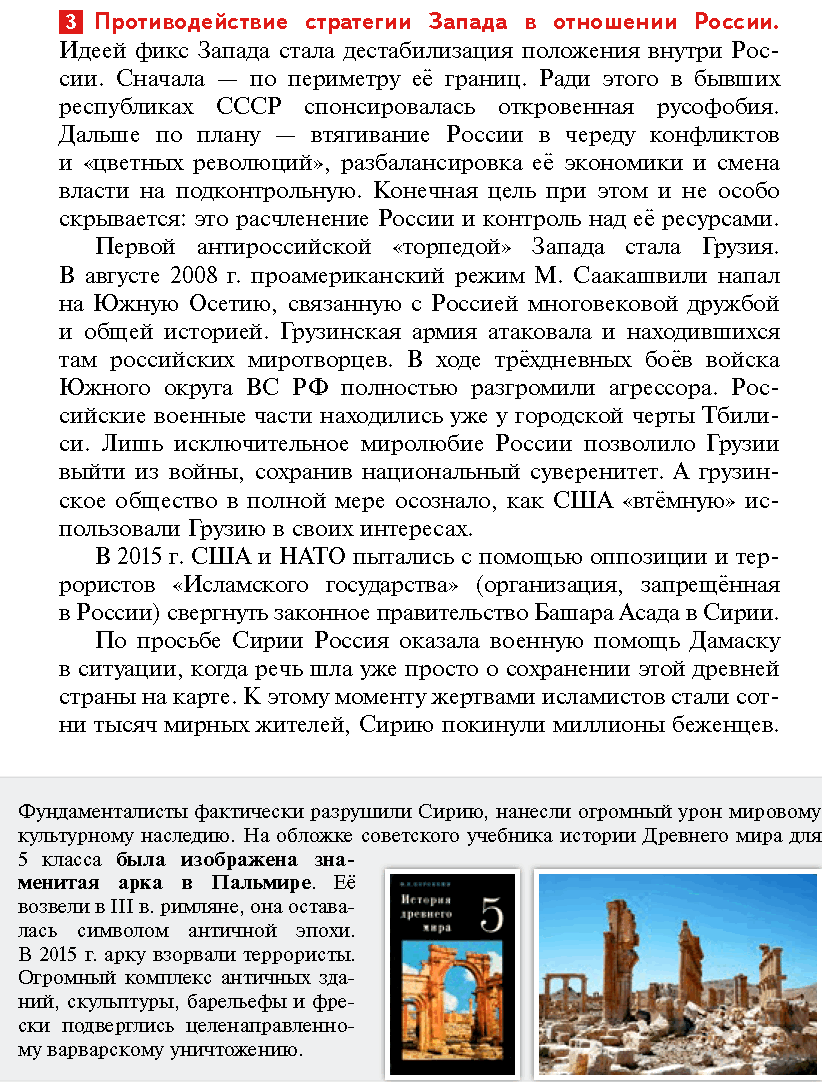 3 Противодействие стратегии Запада в отношении России.
Идеей фикс Запада стала дестабилизация положения внутри Рос-
сии. Сначала — по периметру её границ. Ради этого в бывших
республиках СССР спонсировалась откровенная русофобия.
Дальше по плану — втягивание России в череду конфликтов
и «цветных революций», разбалансировка её экономики и смена
власти на подконтрольную. Конечная цель при этом и не особо
скрывается: это расчленение России и контроль над её ресурсами.
Первой антироссийской «торпедой» Запада стала Грузия.
В августе 2008 г. проамериканский режим М. Саакашвили напал
на Южную Осетию, связанную с Россией многовековой дружбой
и общей историей. Грузинская армия атаковала и находившихся
там российских миротворцев. В ходе трёхдневных боёв войска
Южного округа ВС РФ полностью разгромили агрессора. Рос-
сийские военные части находились уже у городской черты Тбили-
си. Лишь исключительное миролюбие России позволило Грузии
выйти из войны, сохранив национальный суверенитет. А грузин-
ское общество в полной мере осознало, как США «втёмную» ис-
пользовали Грузию в своих интересах.
В 2015 г. США и НАТО пытались с помощью оппозиции и тер-
рористов «Исламского государства» (организация, запрещённая
в России) свергнуть законное правительство Башара Асада в Сирии.
По просьбе Сирии Россия оказала военную помощь Дамаску
в ситуации, когда речь шла уже просто о сохранении этой древней
страны на карте. К этому моменту жертвами исламистов стали сот-
ни тысяч мирных жителей, Сирию покинули миллионы беженцев.
Фундаменталисты фактически разрушили Сирию, нанесли огромный урон мировому
культурному наследию. На обложке советского учебника истории Древнего мира для
5 класса была изображена зна-
менитая арка в Пальмире. Её
возвели в III в. римляне, она остава-
лась символом античной эпохи.
В 2015 г. арку взорвали террористы.
Огромный комплекс античных зда-
ний, скульптуры, барельефы и фре-
ски подверглись целенаправленно-
му варварскому уничтожению.
Ф.П. КОРОВКИН
История
древнего
мира
5